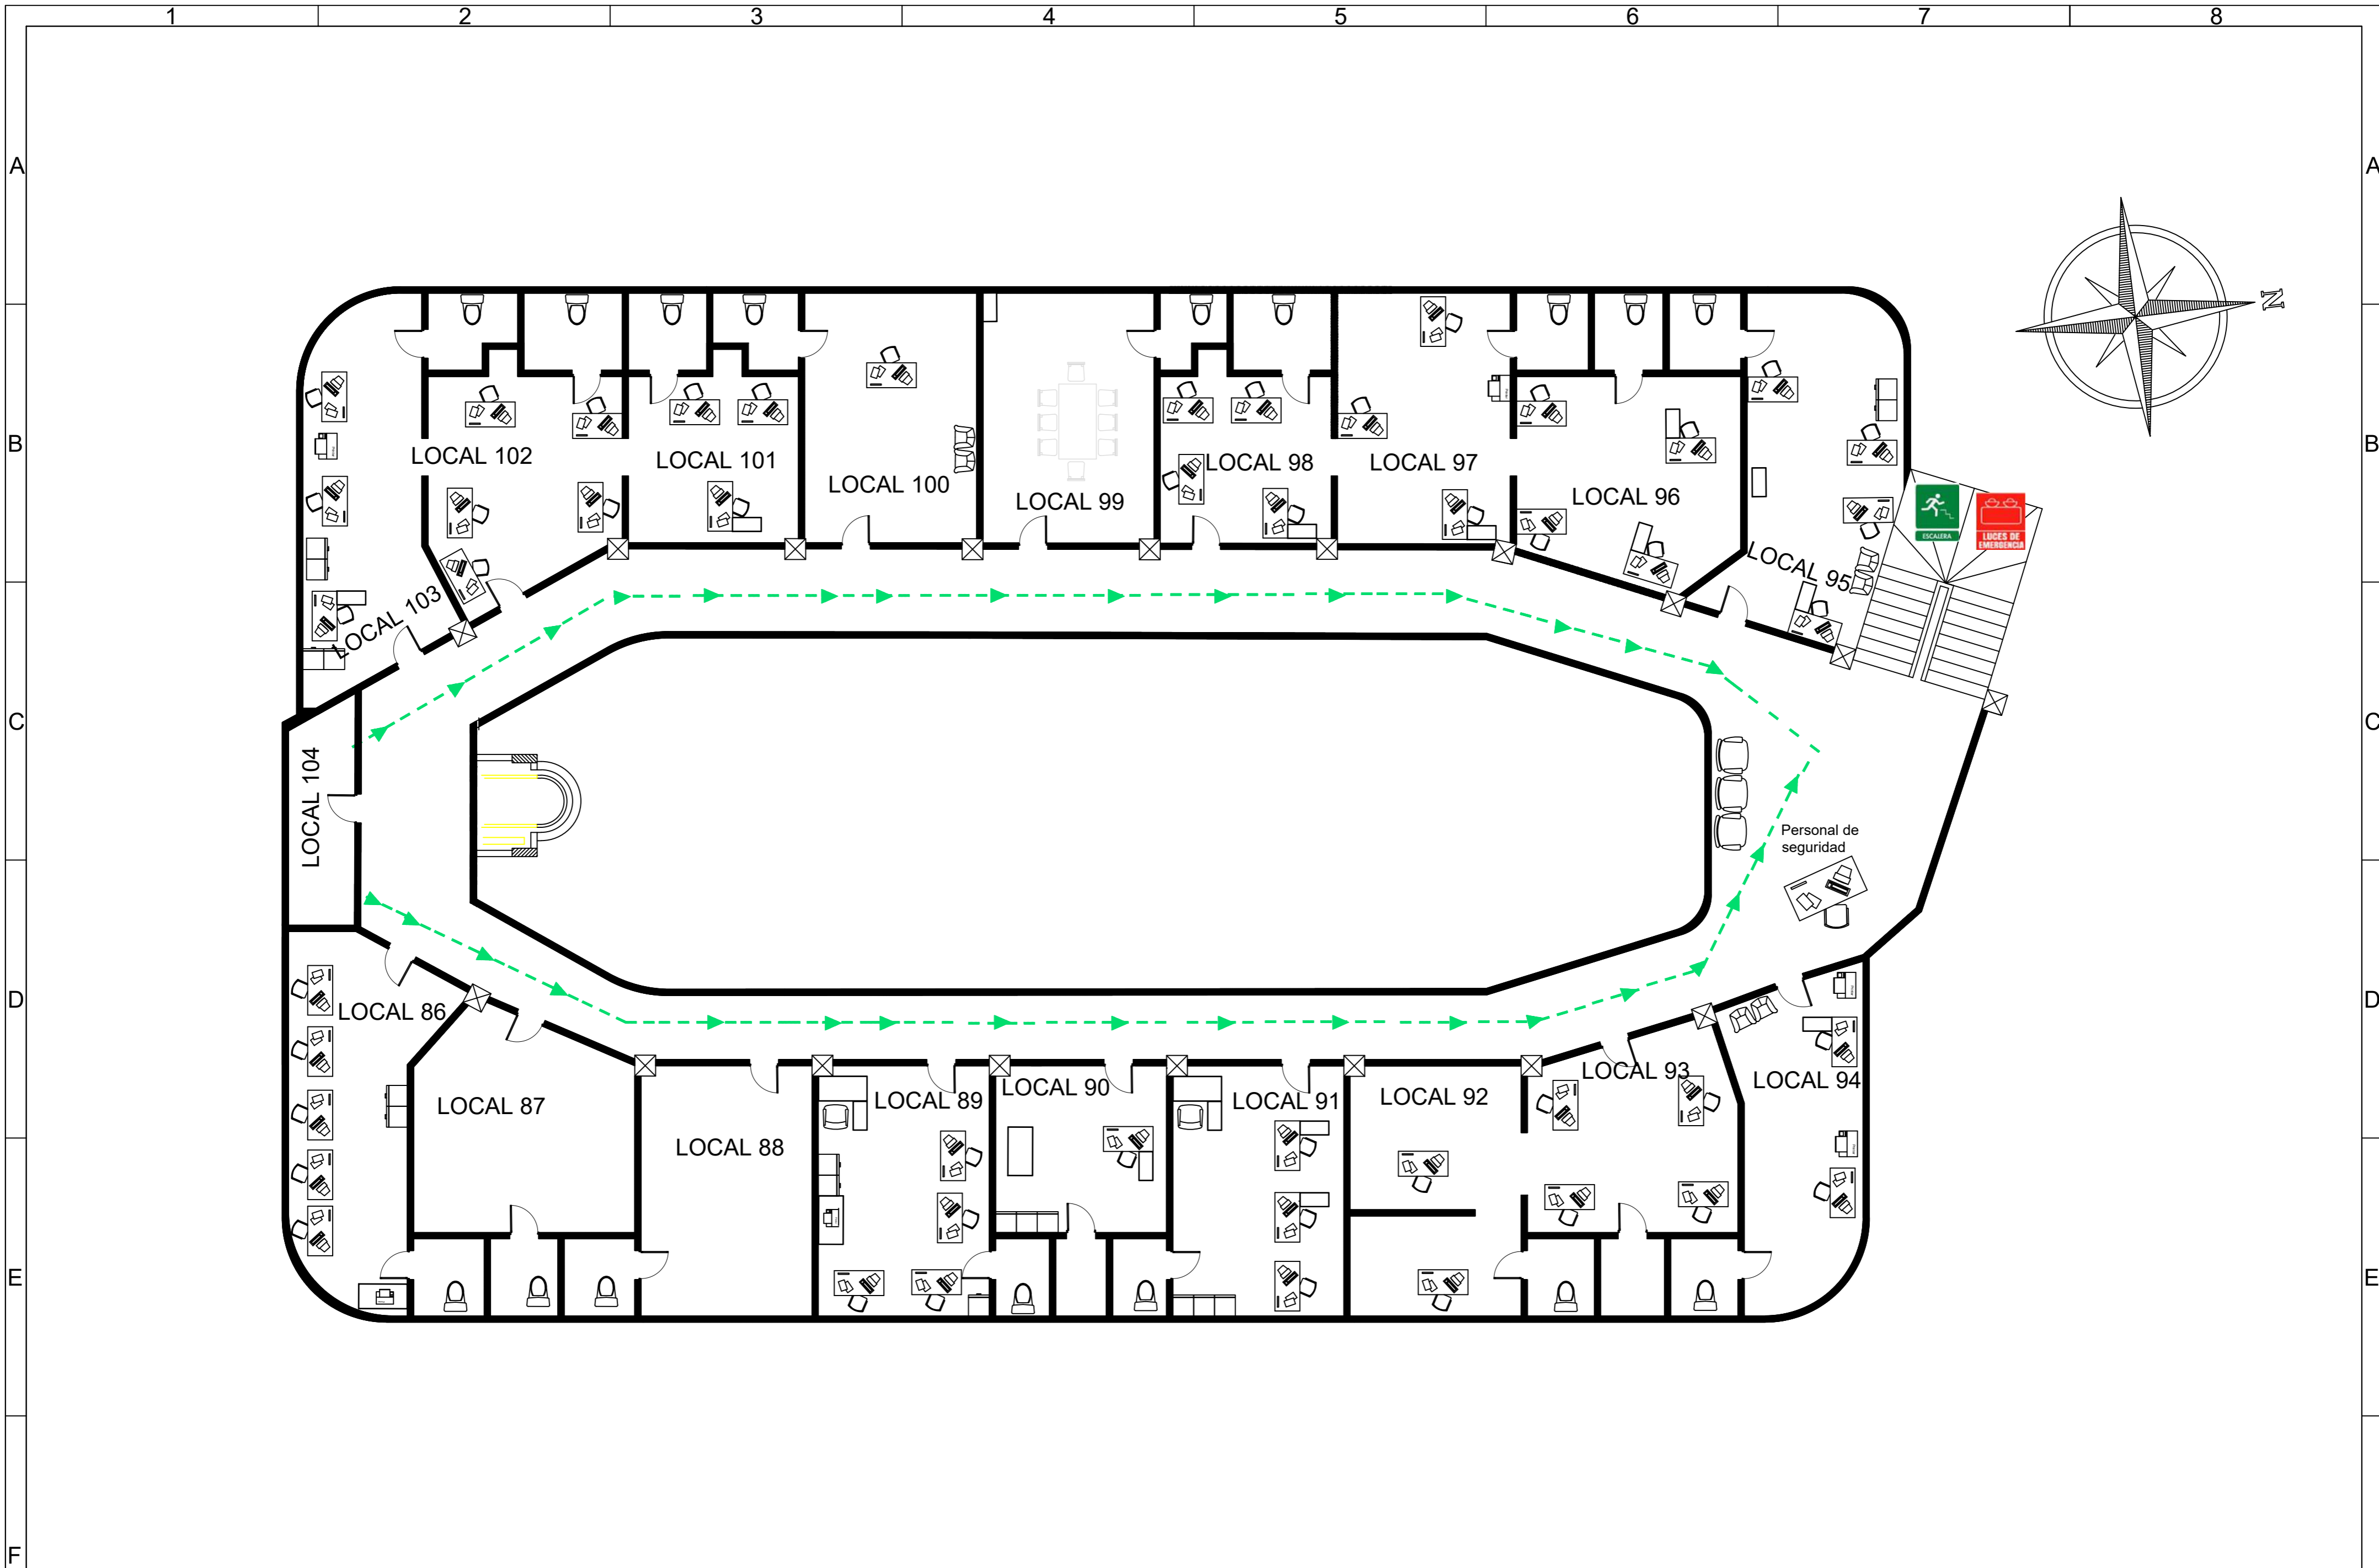 1 2 3 4 5 6 7 8
A A
N
B B
LOCAL 102
LOCAL 101
LOCAL 100
LOCAL 99
LOCAL 98
LOCAL 97
LOCAL 96
LOCAL 95
ESCALERA
LUCES DE
EMERGENCIA
LOCAL 103
C C
LOCAL 104
Personal de
seguridad
D D
LOCAL 86
LOCAL 87
LOCAL 88
LOCAL 89
LOCAL 90
LOCAL 91
LOCAL 92
LOCAL 93
LOCAL 94
E E
F